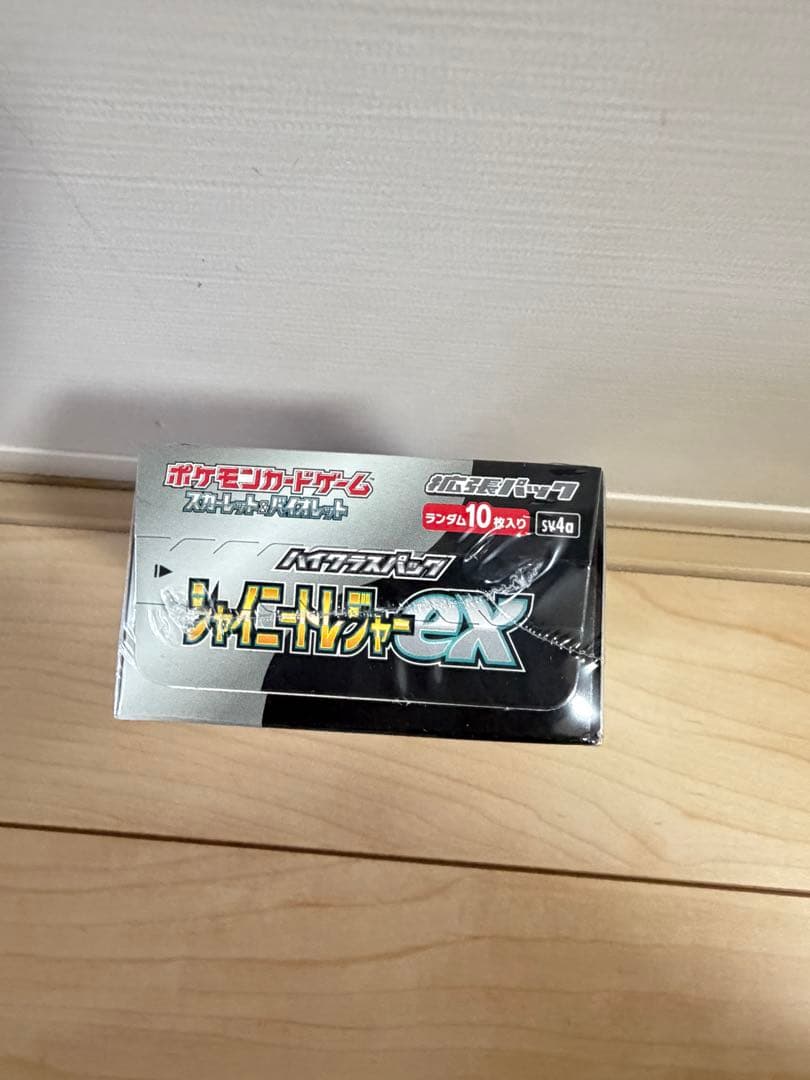 ポケモンカードゲーム
スカーレット&バイオレット
拡張パック
ランダム10枚入り
sv4a
ハイクラスパック
シャイニートレジャーex